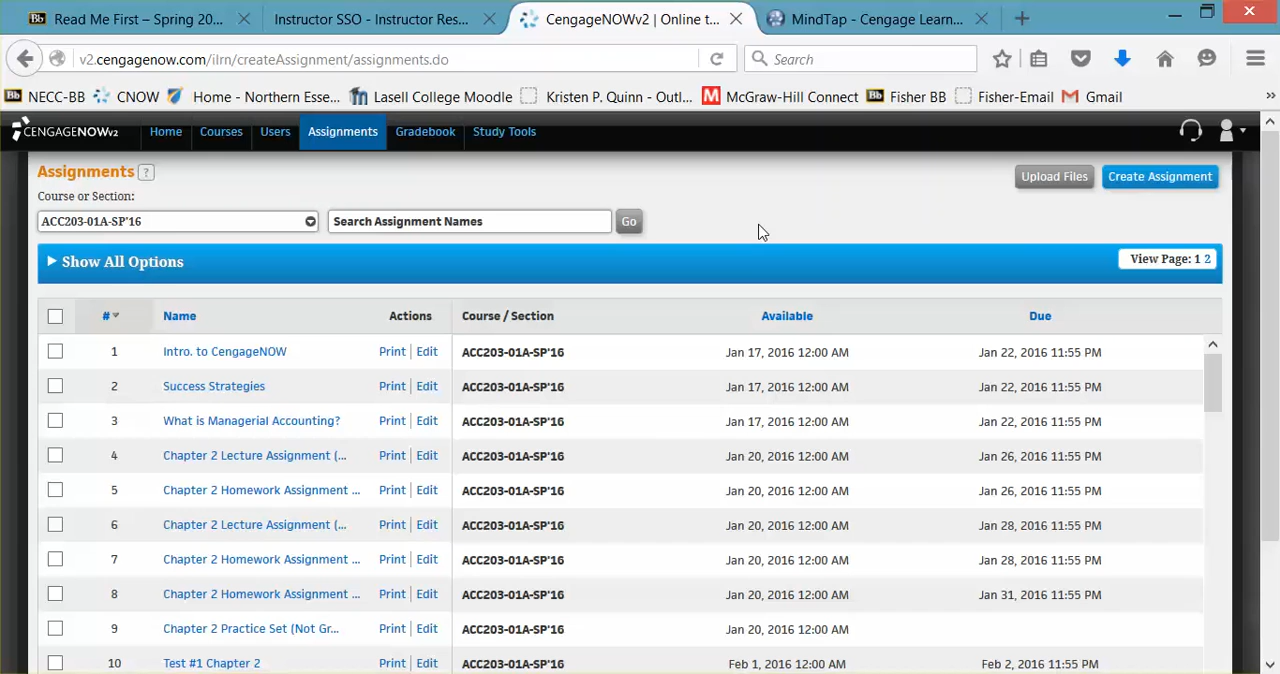 Read Me First – Spring 20...
Instructor SSO - Instructor Res...
CengageNOWv2 | Online t...
MindTap - Cengage Learn...
v2.cengagenow.com/ilrn/createAssignment/assignments.do
Search
Bb NECC-BB
CNOW
Home - Northern Esse...
Lasell College Moodle
Kristen P. Quinn - Outl...
M McGraw-Hill Connect
Bb Fisher BB
Fisher-Email
Gmail
»
CENGAGENOWv2
Home
Courses
Users
Assignments
Gradebook
Study Tools
Assignments ?
Upload Files
Create Assignment
Course or Section:
ACC203-01A-SP'16
Search Assignment Names
Go
Show All Options
View Page: 1 2
# Name Actions Course / Section Available Due
1 Intro. to CengageNOW Print | Edit ACC203-01A-SP'16 Jan 17, 2016 12:00 AM Jan 22, 2016 11:55 PM
2 Success Strategies Print | Edit ACC203-01A-SP'16 Jan 17, 2016 12:00 AM Jan 22, 2016 11:55 PM
3 What is Managerial Accounting? Print | Edit ACC203-01A-SP'16 Jan 17, 2016 12:00 AM Jan 22, 2016 11:55 PM
4 Chapter 2 Lecture Assignment (... Print | Edit ACC203-01A-SP'16 Jan 20, 2016 12:00 AM Jan 26, 2016 11:55 PM
5 Chapter 2 Homework Assignment ... Print | Edit ACC203-01A-SP'16 Jan 20, 2016 12:00 AM Jan 26, 2016 11:55 PM
6 Chapter 2 Lecture Assignment (... Print | Edit ACC203-01A-SP'16 Jan 20, 2016 12:00 AM Jan 28, 2016 11:55 PM
7 Chapter 2 Homework Assignment ... Print | Edit ACC203-01A-SP'16 Jan 20, 2016 12:00 AM Jan 28, 2016 11:55 PM
8 Chapter 2 Homework Assignment ... Print | Edit ACC203-01A-SP'16 Jan 20, 2016 12:00 AM Jan 31, 2016 11:55 PM
9 Chapter 2 Practice Set (Not Gr... Print | Edit ACC203-01A-SP'16 Jan 20, 2016 12:00 AM
10 Test #1 Chapter 2 Print | Edit ACC203-01A-SP'16 Feb 1, 2016 12:00 AM Feb 2, 2016 11:55 PM